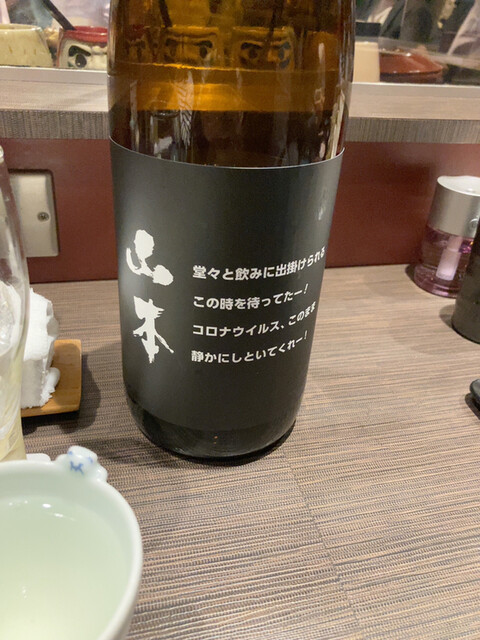 山本
堂々と飲みに出掛けられる
この時を待ってたー!
コロナウイルス、このまま
静かにしといてくれー!